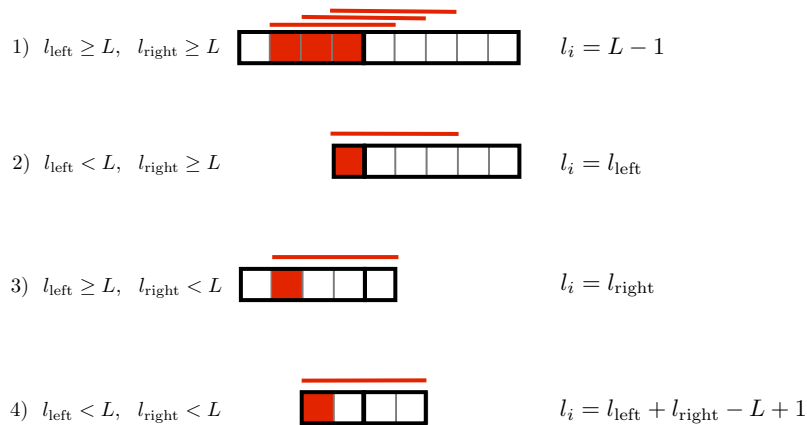 1) l_left ≥ L, l_right ≥ L l_i = L − 1
2) l_left < L, l_right ≥ L l_i = l_left
3) l_left ≥ L, l_right < L l_i = l_right
4) l_left < L, l_right < L l_i = l_left + l_right − L + 1